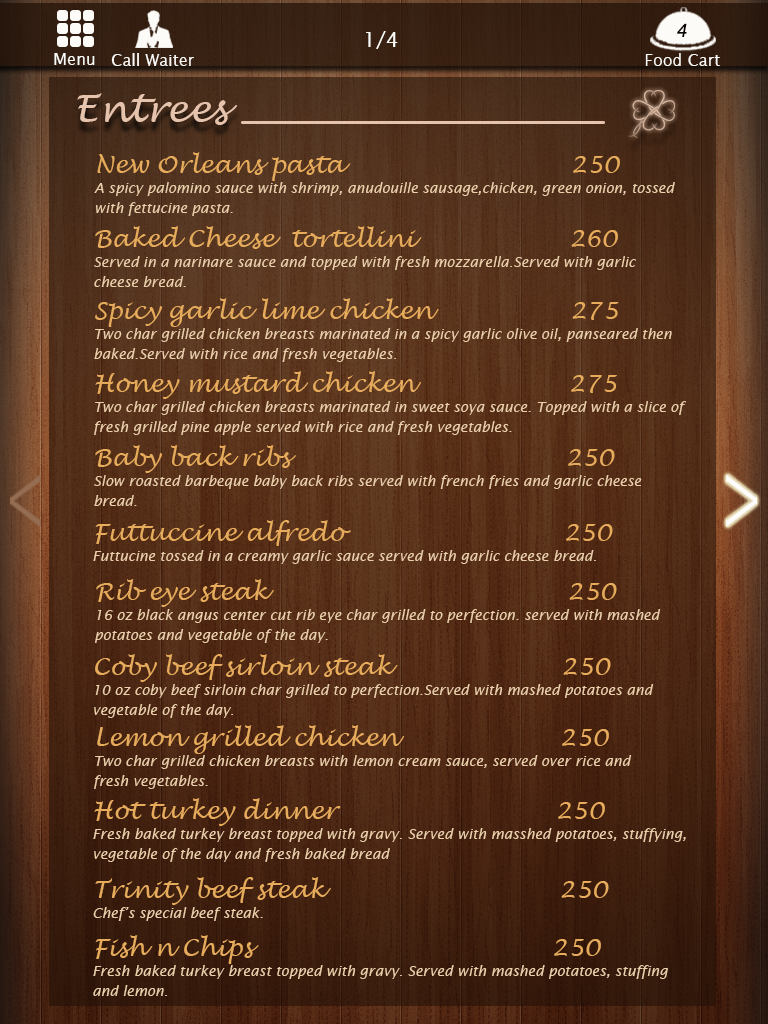 1/4
4
Menu
Call Waiter
Food Cart
Entrees
New Orleans pasta 250
A spicy palomino sauce with shrimp, anudouille sausage,chicken, green onion, tossed
with fettucine pasta.
Baked Cheese tortellini 260
Served in a narinare sauce and topped with fresh mozzarella.Served with garlic
cheese bread.
Spicy garlic lime chicken 275
Two char grilled chicken breasts marinated in a spicy garlic olive oil, panseared then
baked.Served with rice and fresh vegetables.
Honey mustard chicken 275
Two char grilled chicken breasts marinated in sweet soya sauce. Topped with a slice of
fresh grilled pine apple served with rice and fresh vegetables.
Baby back ribs 250
Slow roasted barbeque baby back ribs served with french fries and garlic cheese
bread.
Futtuccine alfredo 250
Futtucine tossed in a creamy garlic sauce served with garlic cheese bread.
Rib eye steak 250
16 oz black angus center cut rib eye char grilled to perfection. served with mashed
potatoes and vegetable of the day.
Coby beef sirloin steak 250
10 oz coby beef sirloin char grilled to perfection.Served with mashed potatoes and
vegetable of the day.
Lemon grilled chicken 250
Two char grilled chicken breasts with lemon cream sauce, served over rice and
fresh vegetables.
Hot turkey dinner 250
Fresh baked turkey breast topped with gravy. Served with masshed potatoes, stuffying,
vegetable of the day and fresh baked bread
Trinity beef steak 250
Chef's special beef steak.
Fish n Chips 250
Fresh baked turkey breast topped with gravy. Served with mashed potatoes, stuffing
and lemon.